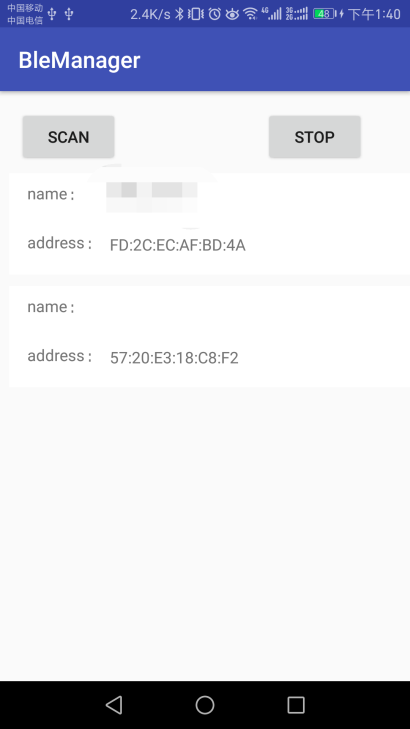 中国移动
中国电信
2.4K/s 4G 3G 2G 48 下午1:40
BleManager
SCAN STOP
name:
address: FD:2C:EC:AF:BD:4A
name:
address: 57:20:E3:18:C8:F2